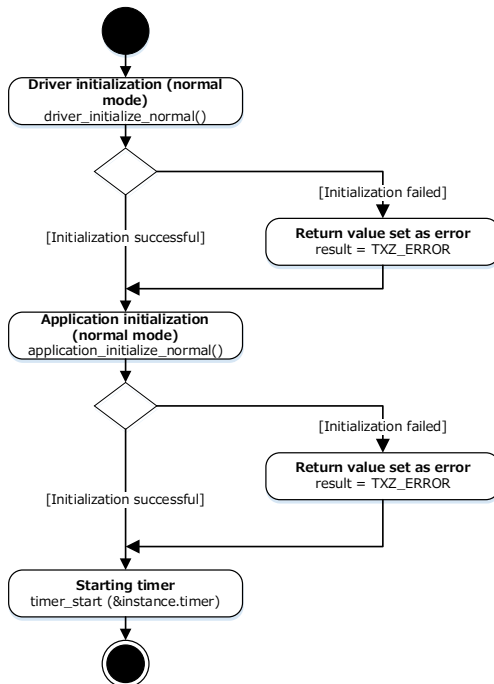 Driver initialization (normal
mode)
driver_initialize_normal()
[Initialization failed]
[Initialization successful]
Return value set as error
result = TXZ_ERROR
Application initialization
(normal mode)
application_initialize_normal()
[Initialization failed]
Return value set as error
result = TXZ_ERROR
[Initialization successful]
Starting timer
timer_start (&instance.timer)